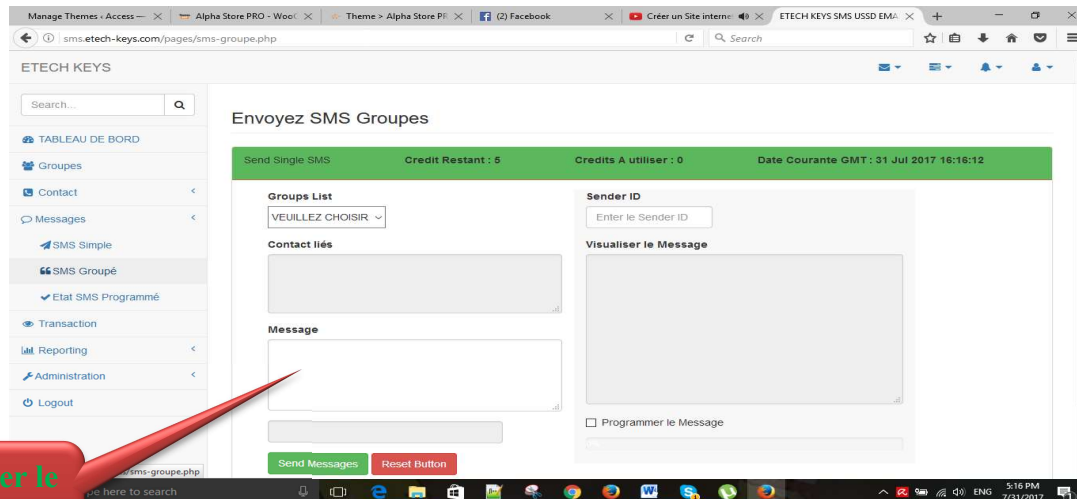 Manage Themes ‹ Access —
Alpha Store PRO - WooC
Theme > Alpha Store PR
(2) Facebook
Créer un Site interne
ETECH KEYS SMS USSD EMA
sms.etech-keys.com/pages/sms-groupe.php
Search
ETECH KEYS
Search...
TABLEAU DE BORD
Groupes
Contact
Messages
SMS Simple
SMS Groupé
Etat SMS Programmé
Transaction
Reporting
Administration
Logout
Envoyez SMS Groupes
Send Single SMS Credit Restant : 5 Credits A utiliser : 0 Date Courante GMT : 31 Jul 2017 16:16:12
Groups List
VEUILLEZ CHOISIR
Contact liés
Message
Sender ID
Enter le Sender ID
Visualiser le Message
Programmer le Message
Send Messages Reset Button
er le
s/sms-groupe.php
pe here to search
ENG
5:16 PM
7/31/2017